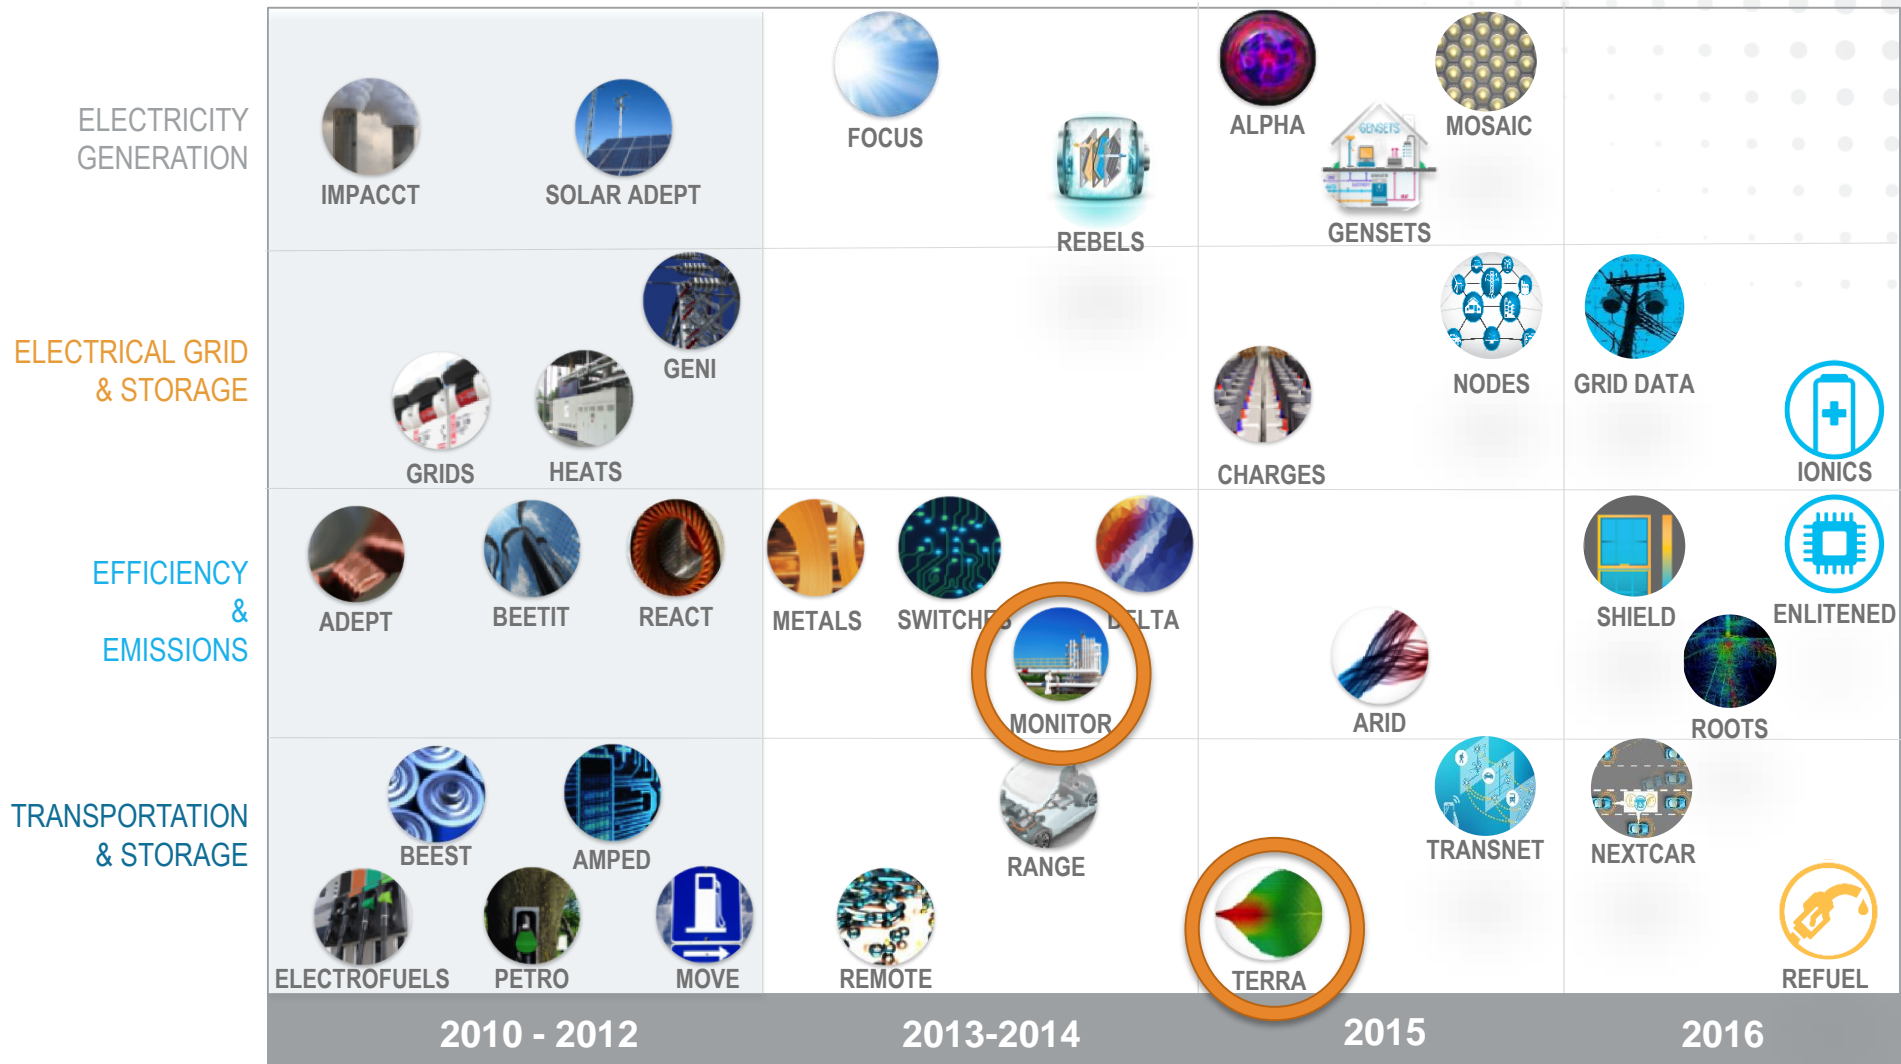 ELECTRICITY
GENERATION
IMPACCT
SOLAR ADEPT
FOCUS
REBELS
ALPHA
GENSETS
GENSETS
MOSAIC
ELECTRICAL GRID
& STORAGE
GRIDS
HEATS
GENI
CHARGES
NODES
GRID DATA
IONICS
EFFICIENCY
&
EMISSIONS
ADEPT
BEETIT
REACT
METALS
SWITCHES
DELTA
MONITOR
ARID
SHIELD
ROOTS
ENLITENED
TRANSPORTATION
& STORAGE
BEEST
AMPED
ELECTROFUELS
PETRO
MOVE
REMOTE
RANGE
TERRA
TRANSNET
NEXTCAR
REFUEL
2010 - 2012
2013-2014
2015
2016